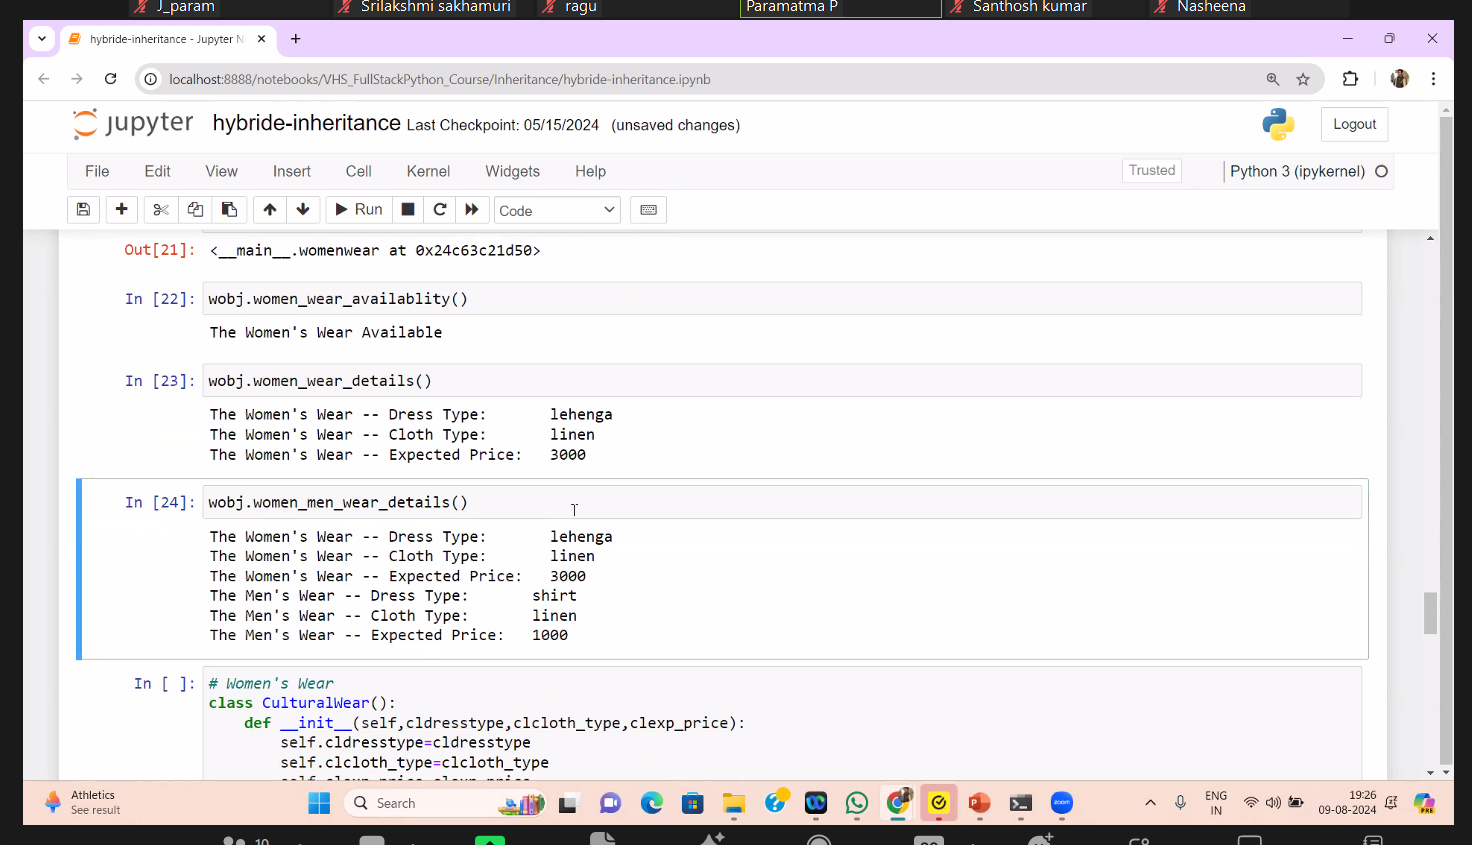 J_param
Srilakshmi sakhamuri
ragu
Paramatma P
Santhosh kumar
Nasheena
hybride-inheritance - Jupyter N
localhost:8888/notebooks/VHS_FullStackPython_Course/Inheritance/hybride-inheritance.ipynb
jupyter hybride-inheritance Last Checkpoint: 05/15/2024 (unsaved changes)
Logout
File Edit View Insert Cell Kernel Widgets Help
Trusted
Python 3 (ipykernel)
Run
Code
Out[21]: <__main__.womenwear at 0x24c63c21d50>
In [22]: wobj.women_wear_availablity()
The Women's Wear Available
In [23]: wobj.women_wear_details()
The Women's Wear -- Dress Type: lehenga
The Women's Wear -- Cloth Type: linen
The Women's Wear -- Expected Price: 3000
In [24]: wobj.women_men_wear_details()
The Women's Wear -- Dress Type: lehenga
The Women's Wear -- Cloth Type: linen
The Women's Wear -- Expected Price: 3000
The Men's Wear -- Dress Type: shirt
The Men's Wear -- Cloth Type: linen
The Men's Wear -- Expected Price: 1000
In [ ]: # Women's Wear
class CulturalWear():
def __init__(self,cldresstype,clcloth_type,clexp_price):
self.cldresstype=cldresstype
self.clcloth_type=clcloth_type
self.clexp_price=clexp_price
Athletics
See result
Search
zoom
ENG
IN
19:26
09-08-2024
PRE
10